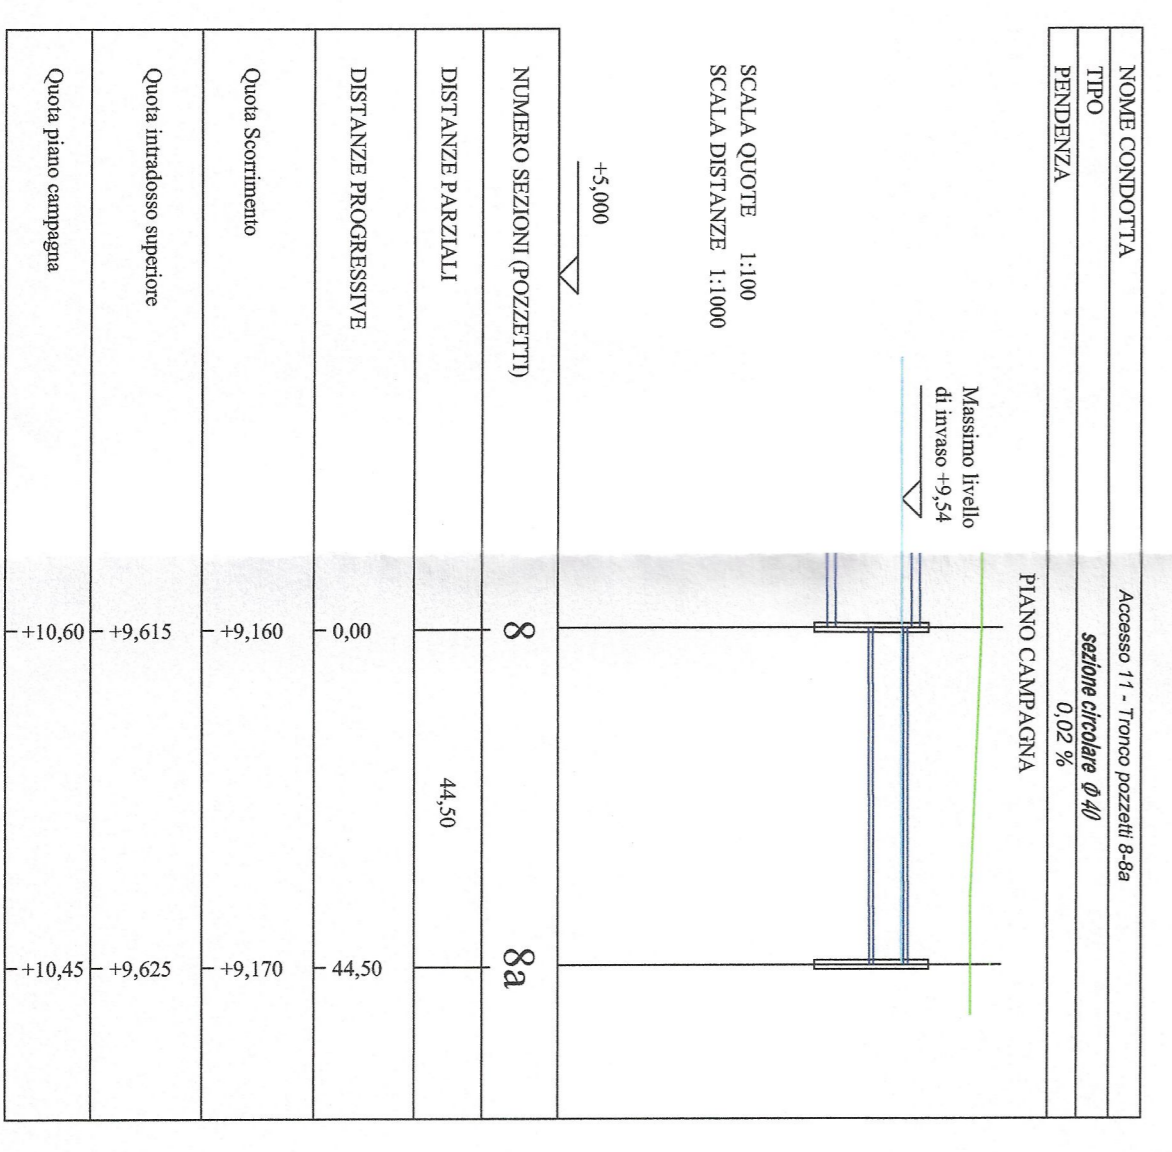 NOME CONDOTTA Accesso 11 - Tronco pozzetti 8-8a
TIPO sezione circolare Φ 40
PENDENZA 0,02 %
PIANO CAMPAGNA
Massimo livello
di invaso +9,54
SCALA QUOTE 1:100
SCALA DISTANZE 1:1000
+5,000
NUMERO SEZIONI (POZZETTI) 8 8a
DISTANZE PARZIALI 44,50
DISTANZE PROGRESSIVE 0,00 44,50
Quota Scorrimento +9,160 +9,170
Quota intradosso superiore +9,615 +9,625
Quota piano campagna +10,60 +10,45